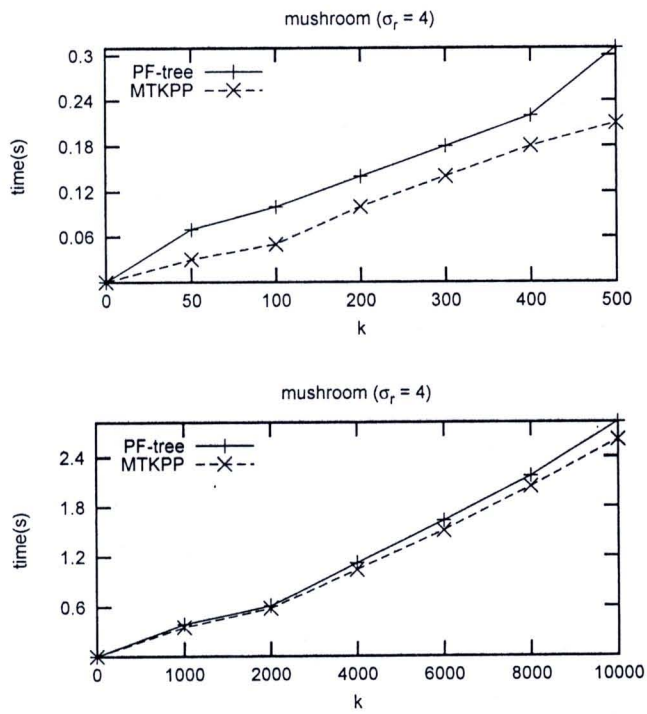 mushroom (σr = 4)
PF-tree
MTKPP
0.3
0.24
0.18
0.12
0.06
time(s)
0 50 100 200 300 400 500
k
mushroom (σr = 4)
PF-tree
MTKPP
2.4
1.8
1.2
0.6
time(s)
0 1000 2000 4000 6000 8000 10000
k